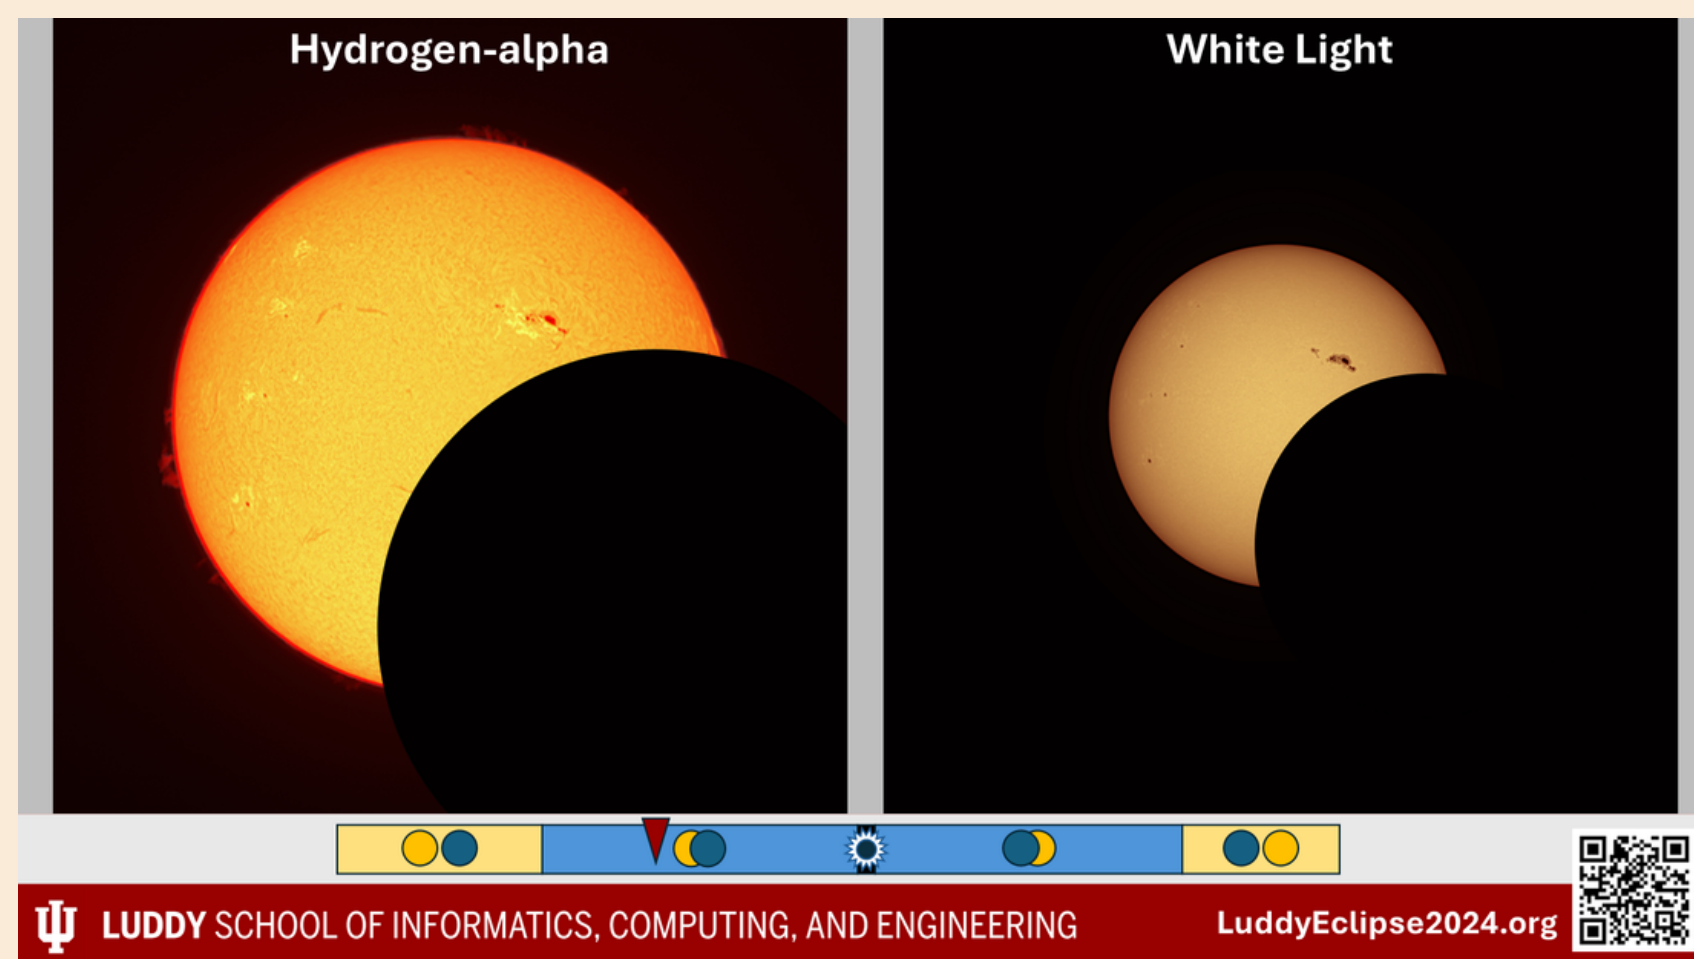 Hydrogen-alpha
White Light
LUDDY SCHOOL OF INFORMATICS, COMPUTING, AND ENGINEERING
LuddyEclipse2024.org